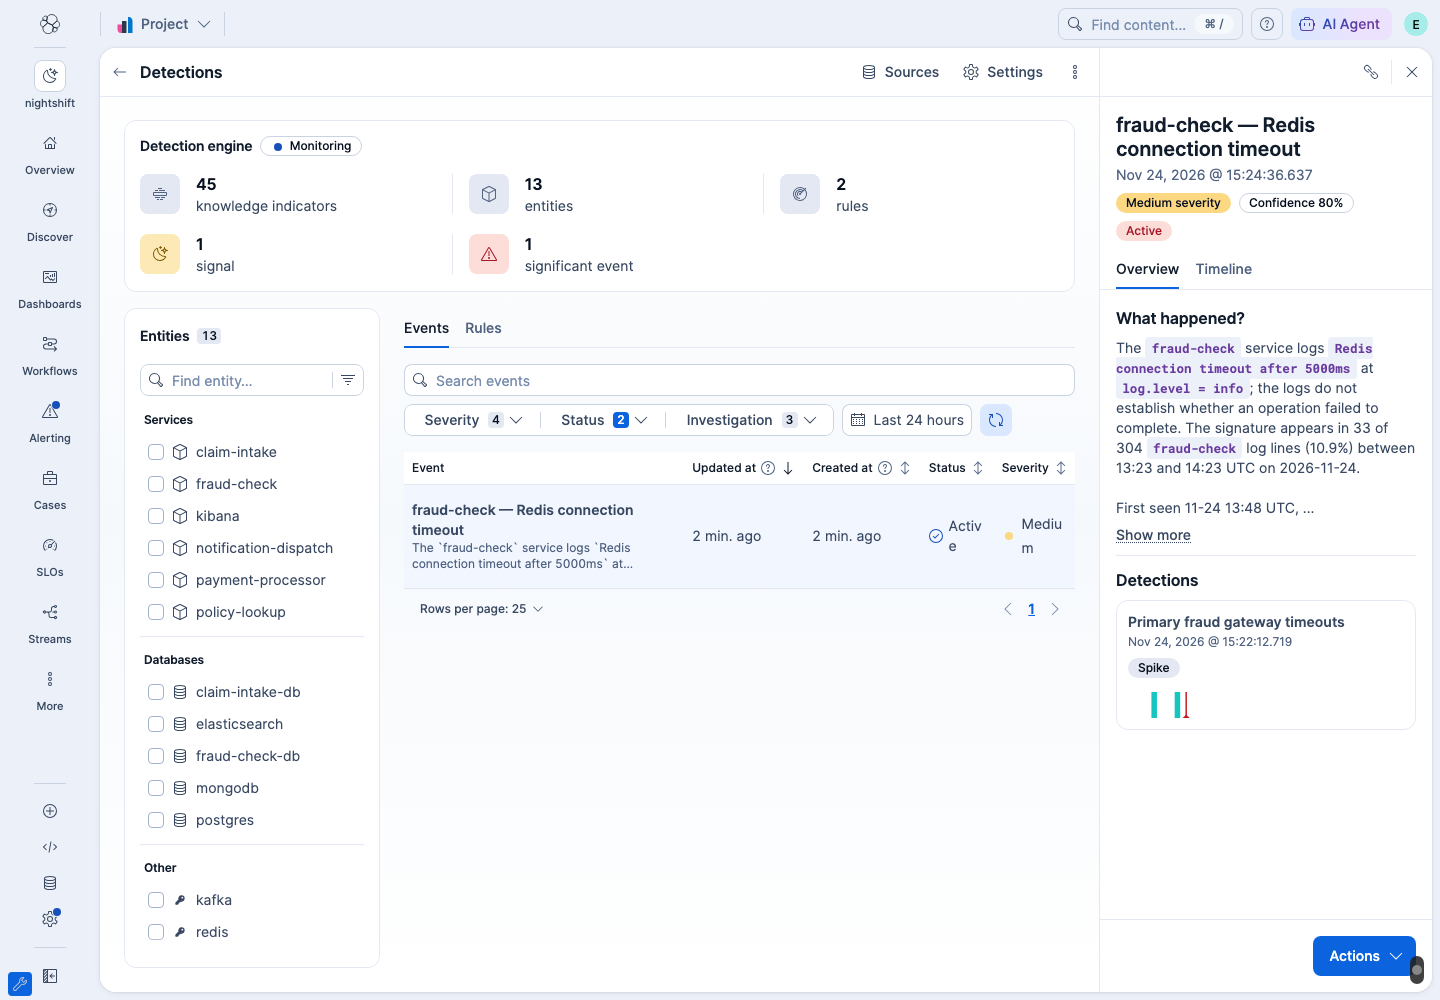 Project
Find content...
⌘ /
AI Agent
E
nightshift
Overview
Discover
Dashboards
Workflows
Alerting
Cases
SLOs
Streams
More
Detections
Sources
Settings
Detection engine
Monitoring
45
knowledge indicators
13
entities
2
rules
1
signal
1
significant event
Entities 13
Find entity...
Services
claim-intake
fraud-check
kibana
notification-dispatch
payment-processor
policy-lookup
Databases
claim-intake-db
elasticsearch
fraud-check-db
mongodb
postgres
Other
kafka
redis
Events
Rules
Search events
Severity 4
Status 2
Investigation 3
Last 24 hours
Event
Updated at
Created at
Status
Severity
fraud-check — Redis connection
timeout
The `fraud-check` service logs `Redis
connection timeout after 5000ms` at...
2 min. ago
2 min. ago
Activ
e
Mediu
m
Rows per page: 25
1
fraud-check — Redis
connection timeout
Nov 24, 2026 @ 15:24:36.637
Medium severity
Confidence 80%
Active
Overview
Timeline
What happened?
The fraud-check service logs Redis
connection timeout after 5000ms at
log.level = info ; the logs do not
establish whether an operation failed to
complete. The signature appears in 33 of
304 fraud-check log lines (10.9%) between
13:23 and 14:23 UTC on 2026-11-24.
First seen 11-24 13:48 UTC, ...
Show more
Detections
Primary fraud gateway timeouts
Nov 24, 2026 @ 15:22:12.719
Spike
Actions